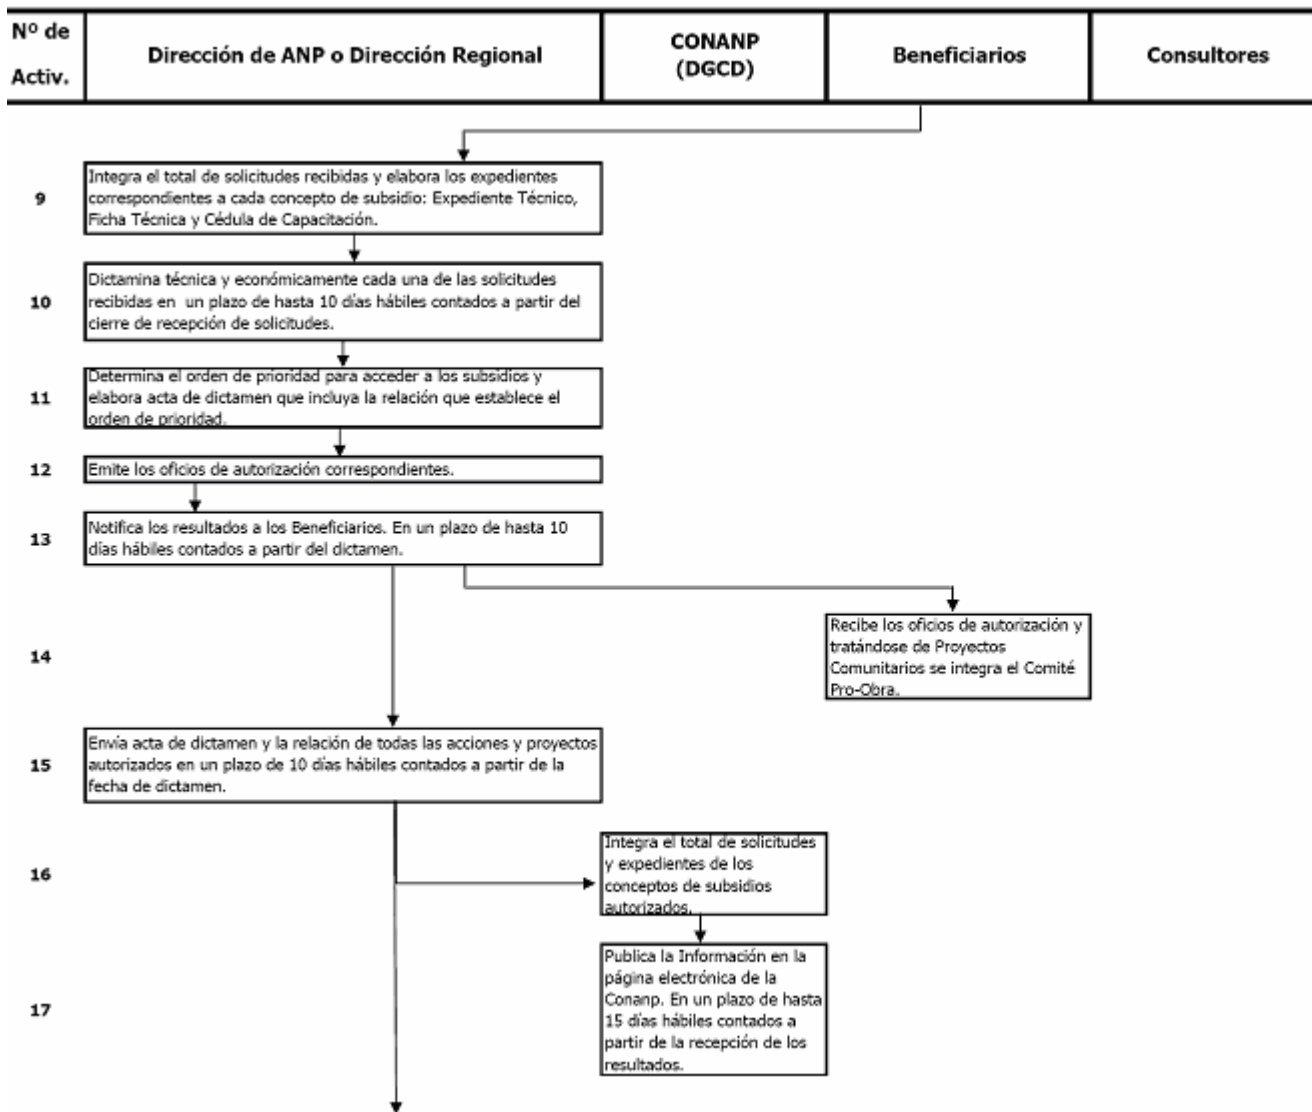 Nº de
Activ.
Dirección de ANP o Dirección Regional
CONANP
(DGCD)
Beneficiarios
Consultores
9
Integra el total de solicitudes recibidas y elabora los expedientes
correspondientes a cada concepto de subsidio: Expediente Técnico,
Ficha Técnica y Cédula de Capacitación.
10
Dictamina técnica y económicamente cada una de las solicitudes
recibidas en un plazo de hasta 10 días hábiles contados a partir del
cierre de recepción de solicitudes.
11
Determina el orden de prioridad para acceder a los subsidios y
elabora acta de dictamen que incluya la relación que establece el
orden de prioridad.
12
Emite los oficios de autorización correspondientes.
13
Notifica los resultados a los Beneficiarios. En un plazo de hasta 10
días hábiles contados a partir del dictamen.
14
Recibe los oficios de autorización y
tratándose de Proyectos
Comunitarios se integra el Comité
Pro-Obra.
15
Envía acta de dictamen y la relación de todas las acciones y proyectos
autorizados en un plazo de 10 días hábiles contados a partir de la
fecha de dictamen.
16
Integra el total de solicitudes
y expedientes de los
conceptos de subsidios
autorizados.
17
Publica la Información en la
página electrónica de la
Conanp. En un plazo de hasta
15 días hábiles contados a
partir de la recepción de los
resultados.